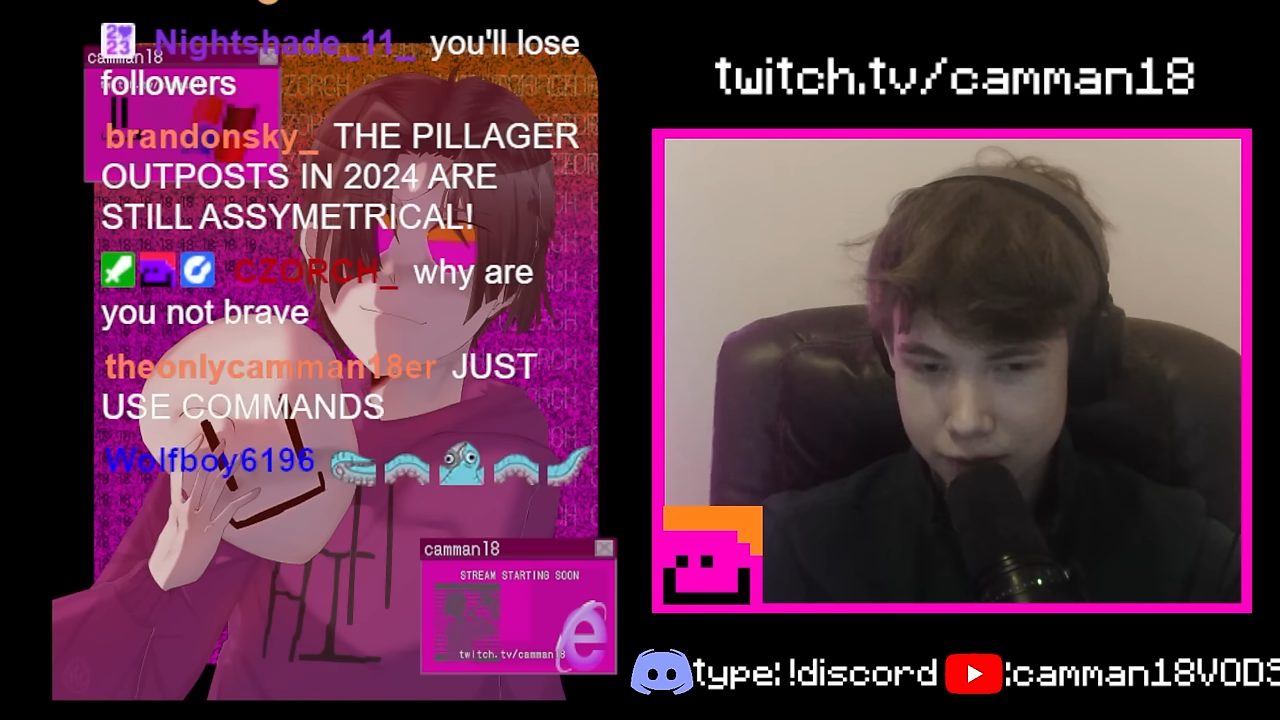 Nightshade_11_ you'll lose
followers
brandonsky_ THE PILLAGER
OUTPOSTS IN 2024 ARE
STILL ASSYMETRICAL!
CZORCH_ why are
you not brave
theonlycamman18er JUST
USE COMMANDS
Wolfboy6196
camman18
camman18
STREAM STARTING SOON
twitch.tv/camman18
twitch.tv/camman18
type: !discord
:camman18VODS